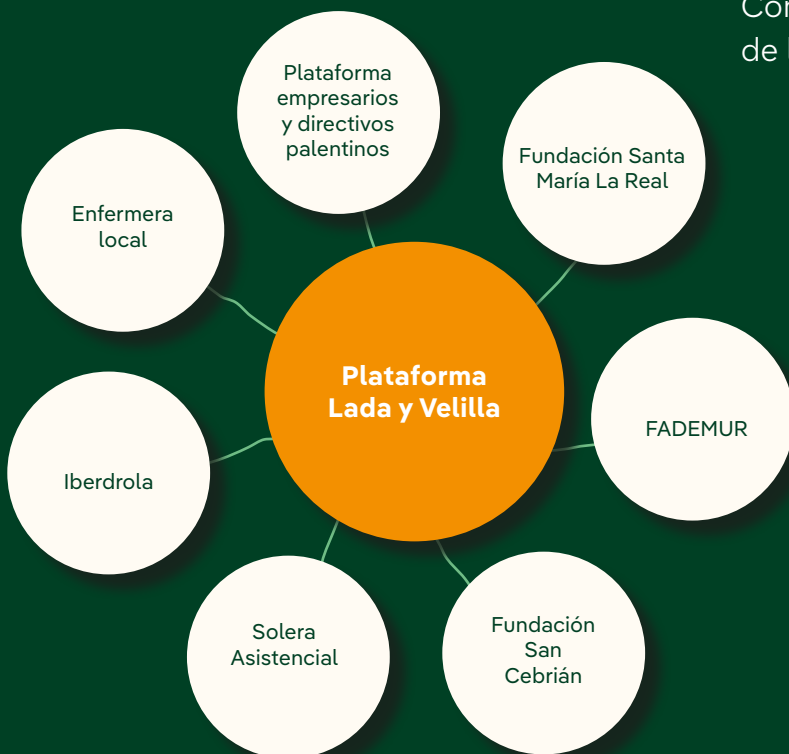 Plataforma
empresarios
y directivos
palentinos
Fundación Santa
María La Real
Enfermera
local
Plataforma
Lada y Velilla
FADEMUR
Iberdrola
Solera
Asistencial
Fundación
San
Cebrián
de